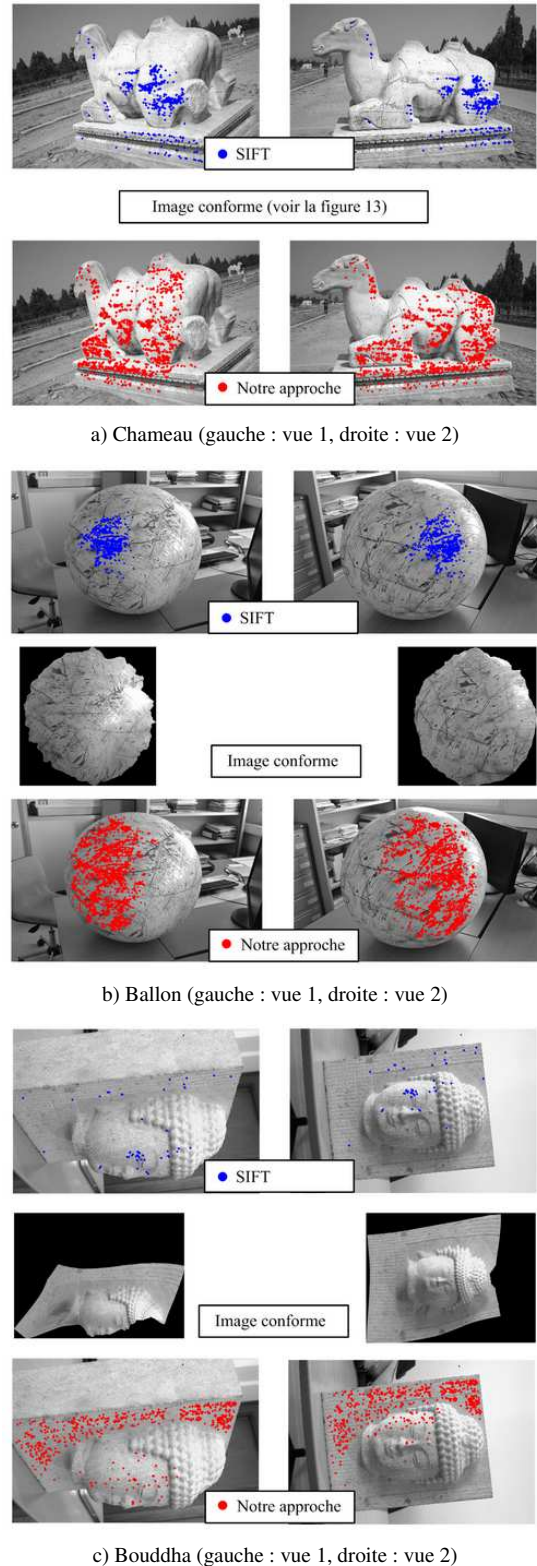 SIFT
Image conforme (voir la figure 13)
Notre approche
a) Chameau (gauche : vue 1, droite : vue 2)
SIFT
Image conforme
Notre approche
b) Ballon (gauche : vue 1, droite : vue 2)
SIFT
Image conforme
Notre approche
c) Bouddha (gauche : vue 1, droite : vue 2)